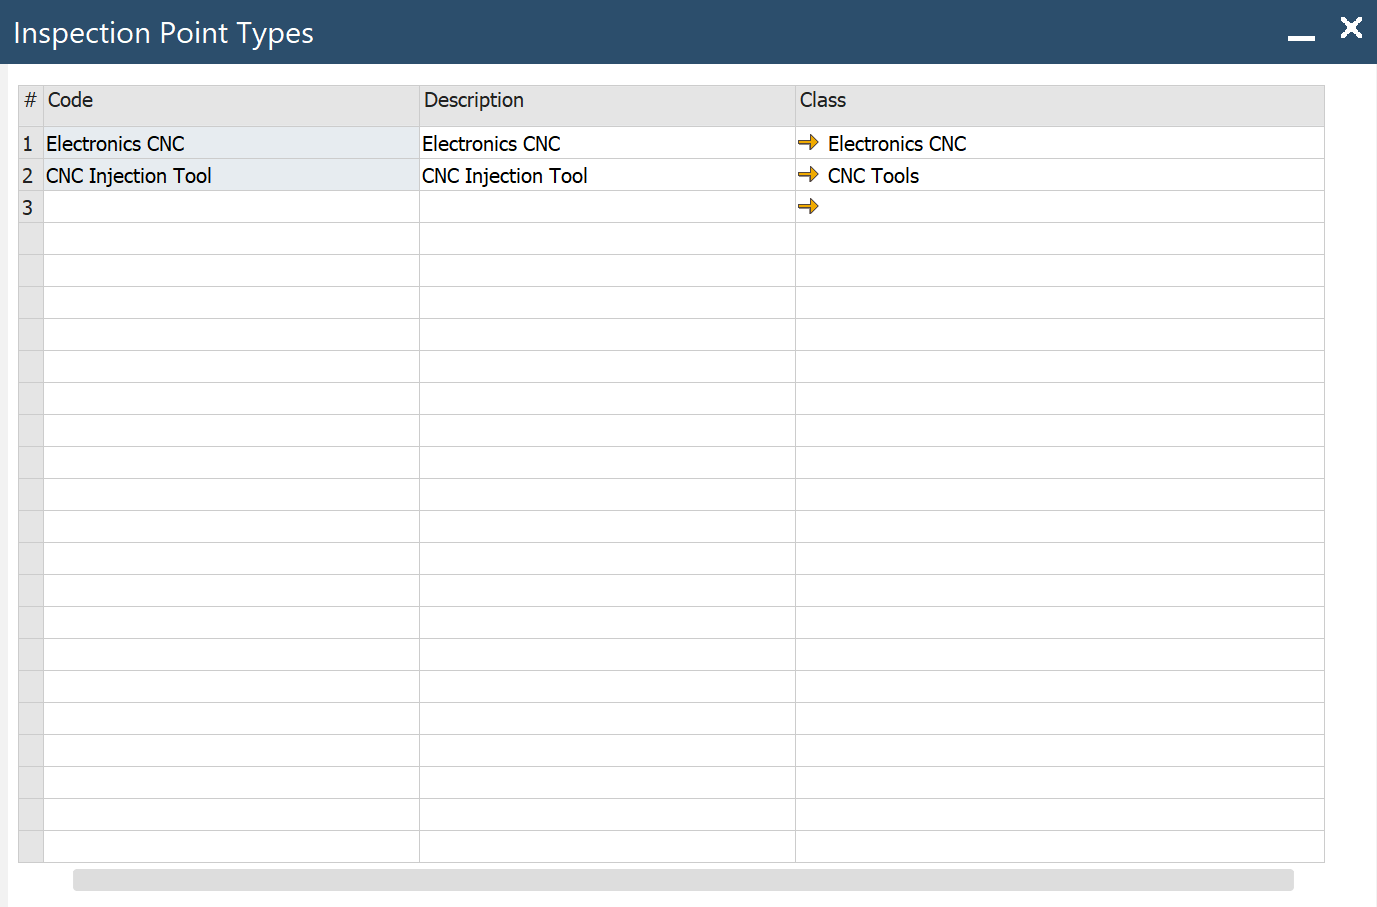 Inspection Point Types
# Code Description Class
1 Electronics CNC Electronics CNC Electronics CNC
2 CNC Injection Tool CNC Injection Tool CNC Tools
3